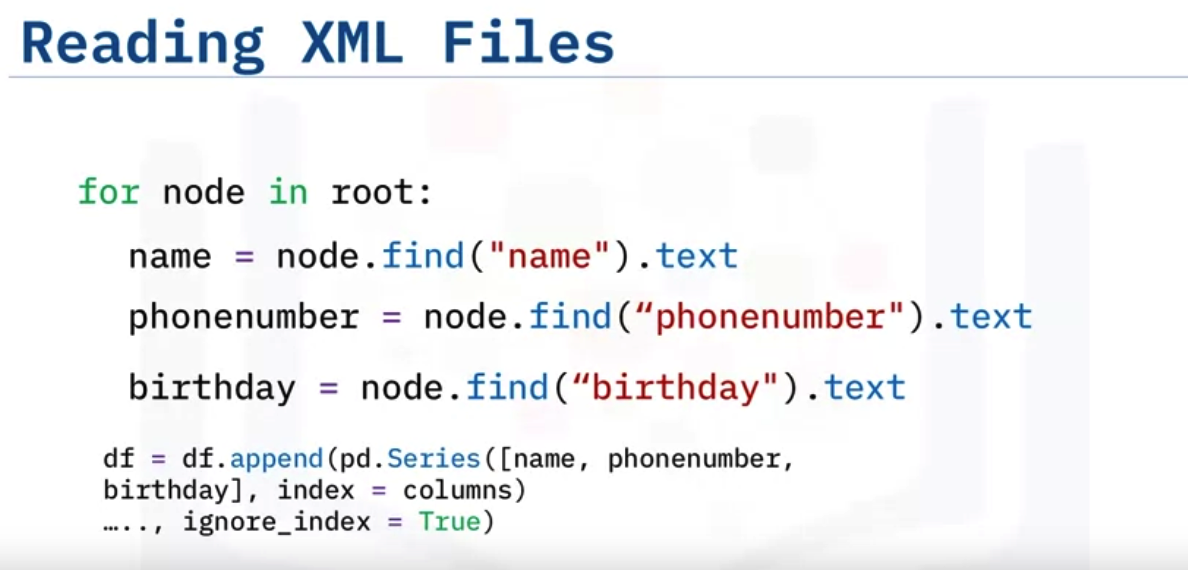 Reading XML Files
for node in root:
name = node.find("name").text
phonenumber = node.find(“phonenumber").text
birthday = node.find(“birthday").text
df = df.append(pd.Series([name, phonenumber,
birthday], index = columns)
….., ignore_index = True)